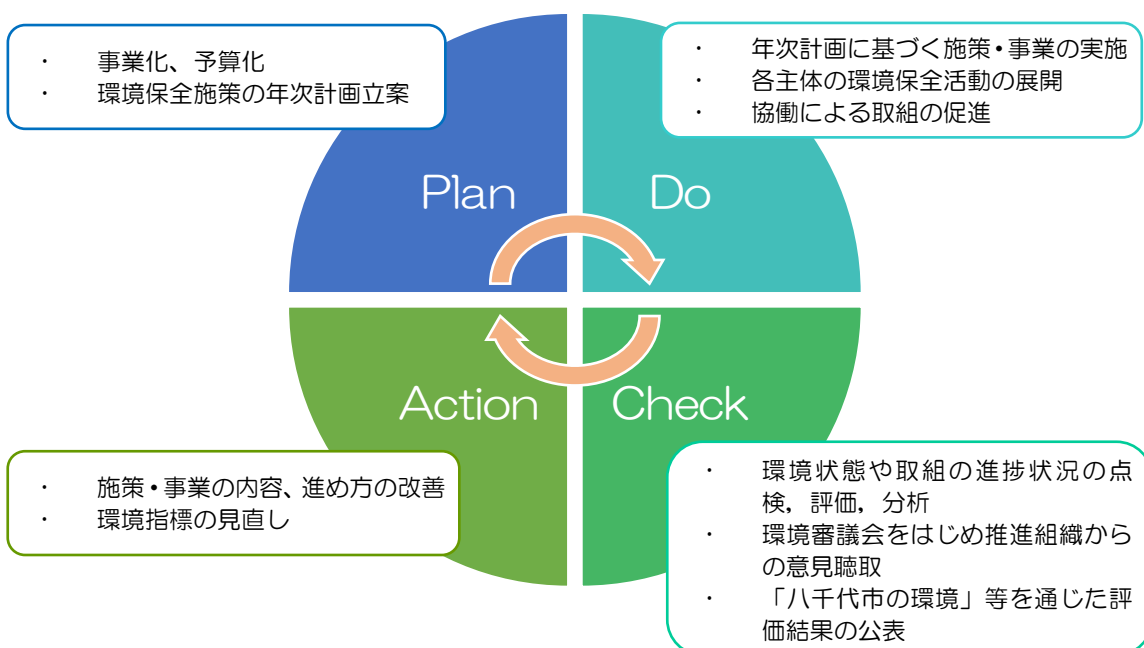 ・ 事業化、予算化
・ 環境保全施策の年次計画立案
・ 年次計画に基づく施策・事業の実施
・ 各主体の環境保全活動の展開
・ 協働による取組の促進
Plan
Do
Action
Check
・ 施策・事業の内容、進め方の改善
・ 環境指標の見直し
・ 環境状態や取組の進捗状況の点
検，評価，分析
・ 環境審議会をはじめ推進組織から
の意見聴取
・ 「八千代市の環境」等を通じた評
価結果の公表